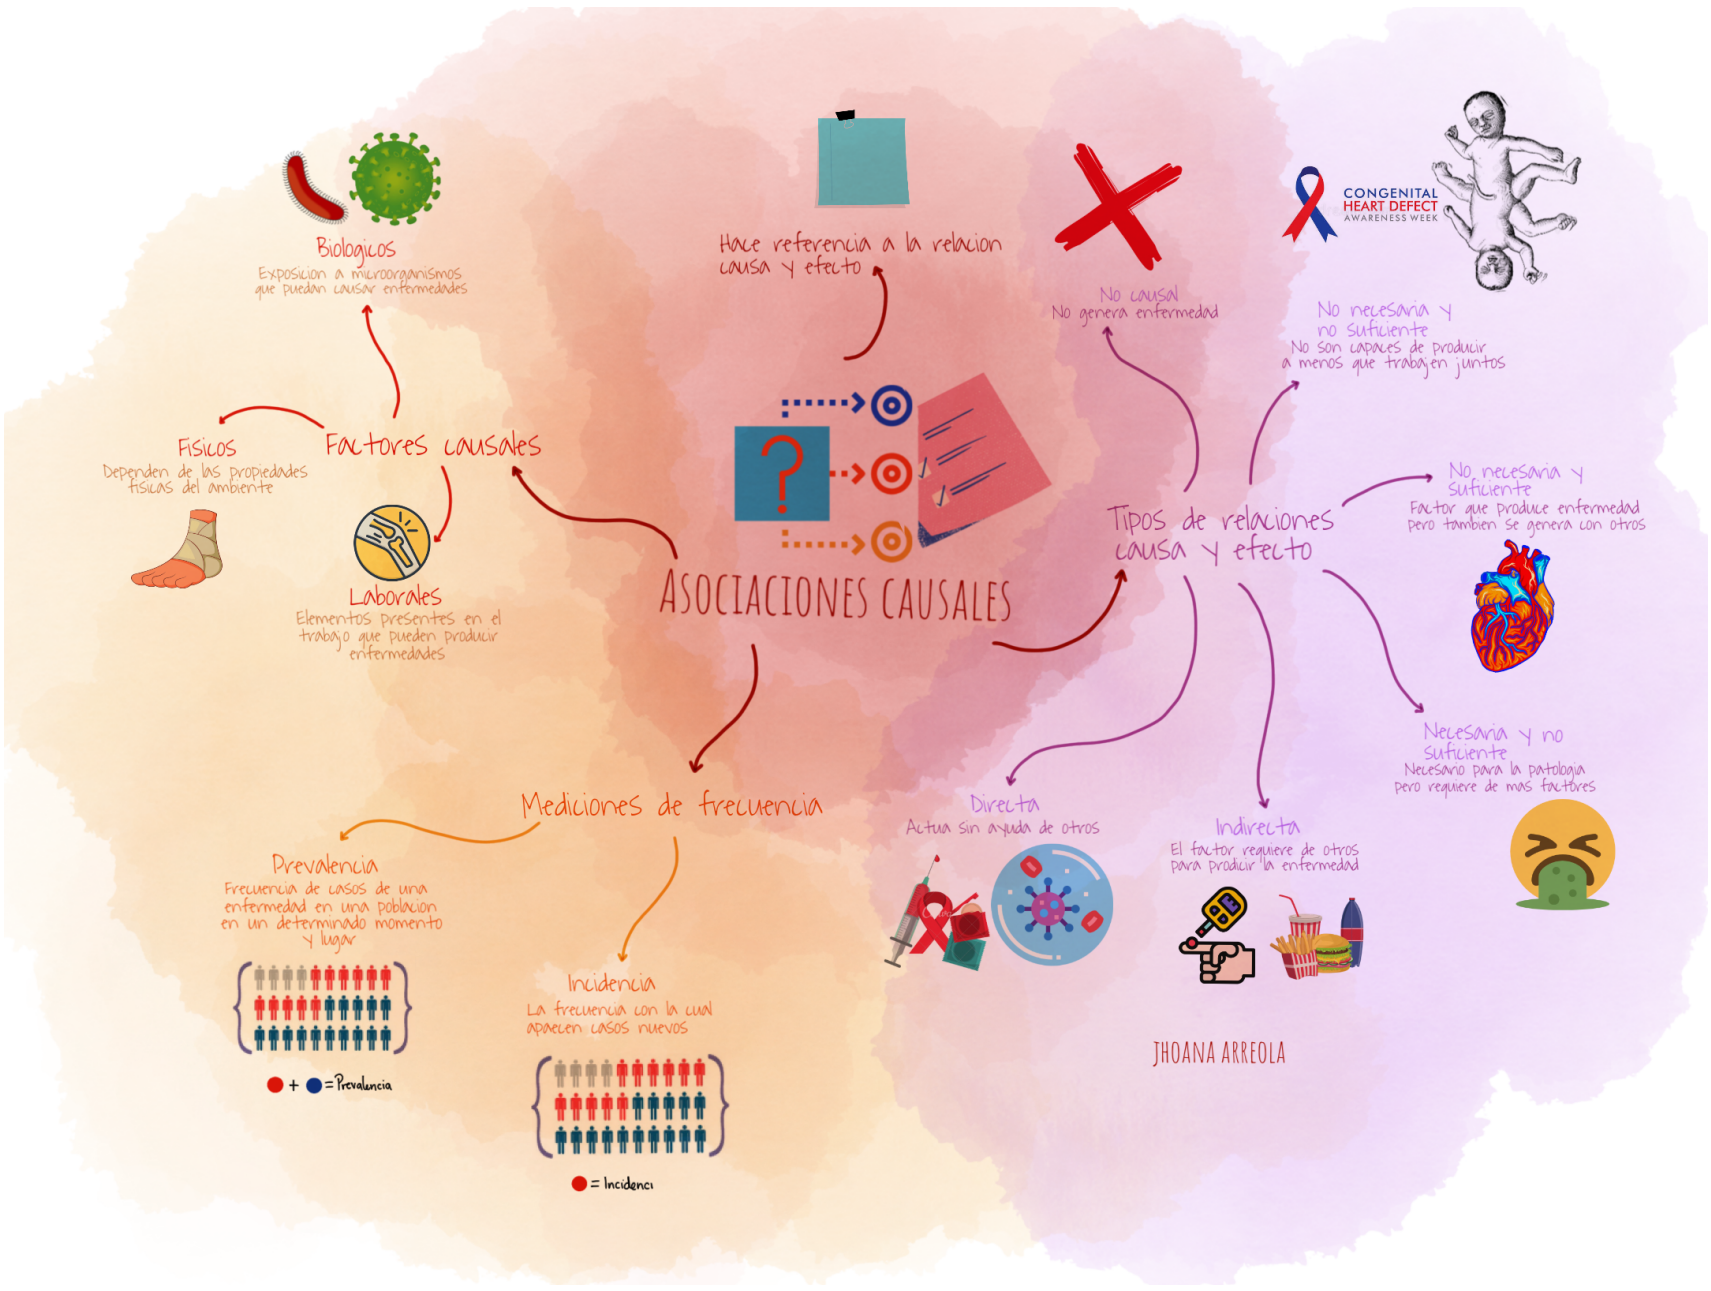 Hace referencia a la relacion
causa y efecto
ASOCIACIONES CAUSALES
Factores causales
Biologicos
Exposicion a microorganismos
que puedan causar enfermedades
Fisicos
Dependen de las propiedades
fisicas del ambiente
Laborales
Elementos presentes en el
trabajo que pueden producir
enfermedades
Mediciones de frecuencia
Prevalencia
Frecuencia de casos de una
enfermedad en una poblacion
en un determinado momento
y lugar
+ = Prevalencia
Incidencia
La frecuencia con la cual
apaecen casos nuevos
= Incidenci
Tipos de relaciones
causa y efecto
No causal
No genera enfermedad
CONGENITAL
HEART DEFECT
AWARENESS WEEK
No necesaria y
no suficiente
No son capaces de producir
a menos que trabajen juntos
No necesaria y
suficiente
Factor que produce enfermedad
pero tambien se genera con otros
Necesaria y no
suficiente
Necesario para la patologia
pero requiere de mas factores
Directa
Actua sin ayuda de otros
Indirecta
El factor requiere de otros
para prodicir la enfermedad
JHOANA ARREOLA